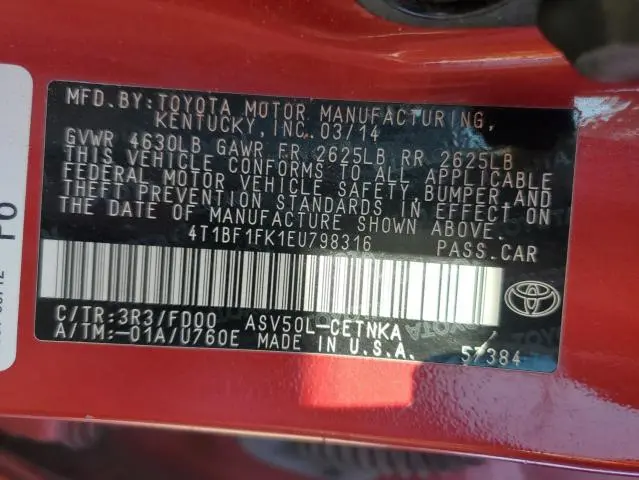 MFD. BY: TOYOTA MOTOR MANUFACTURING,
KENTUCKY, INC. 03/14
GVWR 4630LB GAWR FR 2625LB RR 2625LB
THIS VEHICLE CONFORMS TO ALL APPLICABLE
FEDERAL MOTOR VEHICLE SAFETY, BUMPER AND
THEFT PREVENTION STANDARDS IN EFFECT ON
THE DATE OF MANUFACTURE SHOWN ABOVE.
4T1BF1FK1EU798316 PASS.CAR
C/TR:3R3/FD00 ASV50L-CETNKA
A/TM:-01A/U760E MADE IN U.S.A.
57384